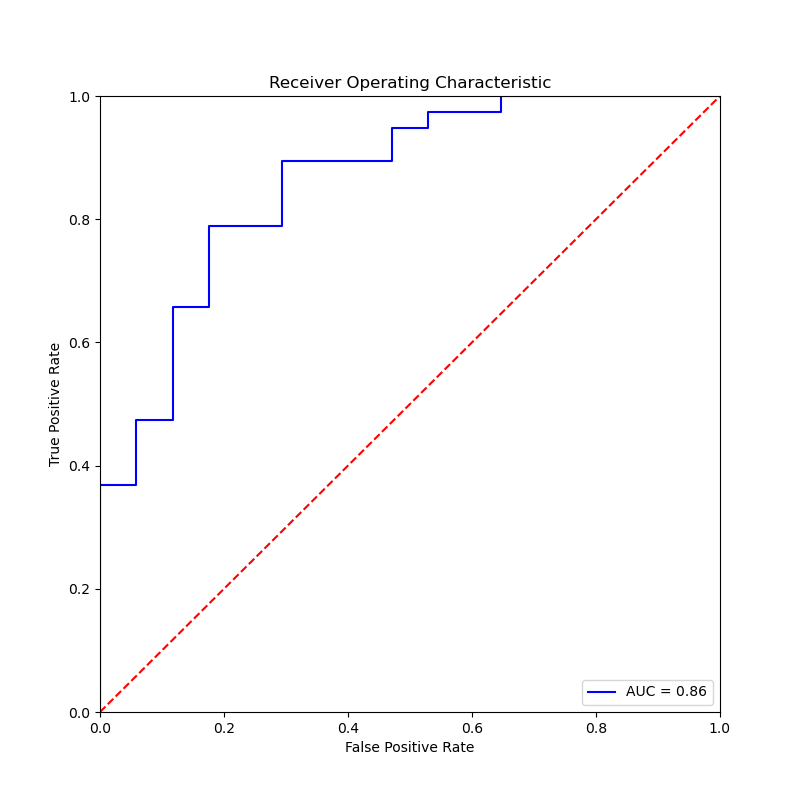 Receiver Operating Characteristic
1.0
0.8
0.6
0.4
0.2
0.0
True Positive Rate
AUC = 0.86
0.0 0.2 0.4 0.6 0.8 1.0
False Positive Rate